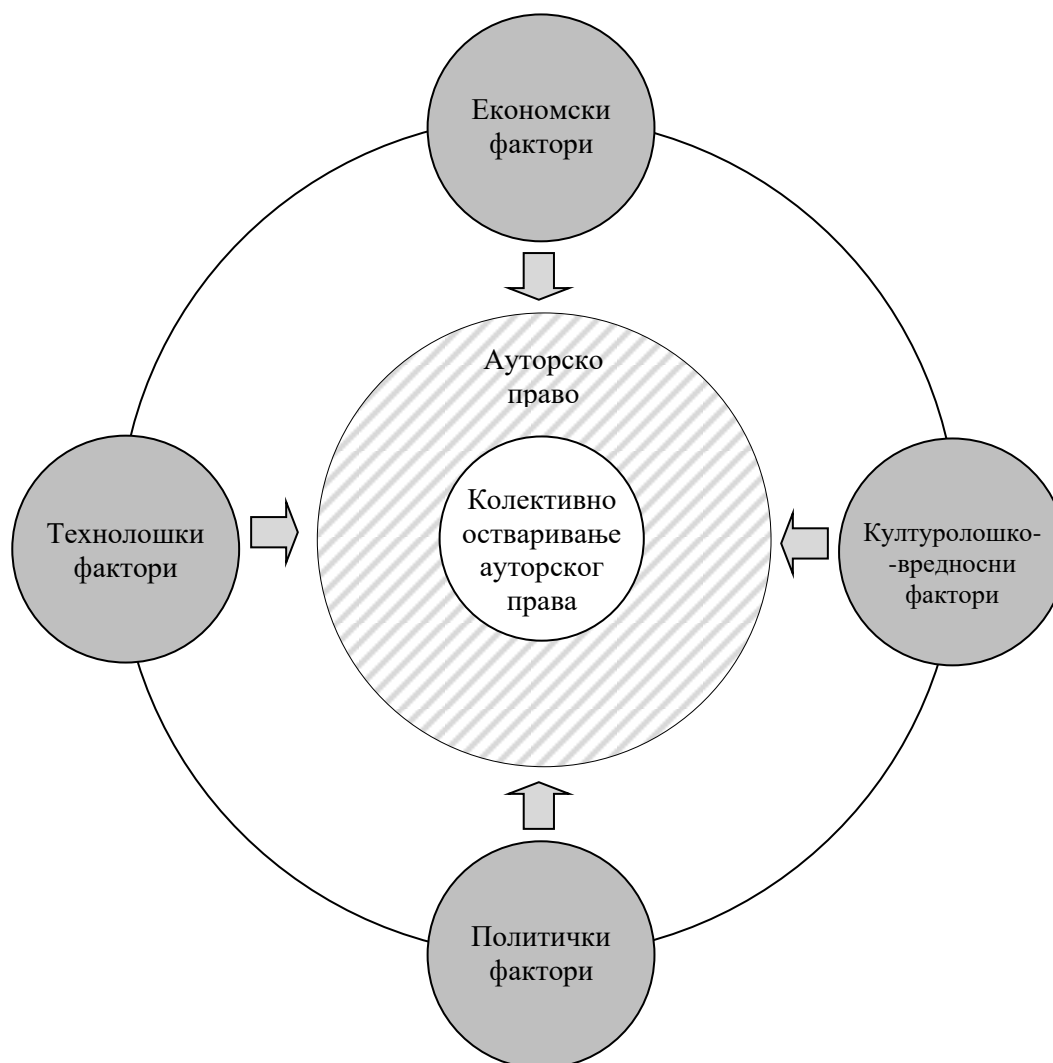 Економски
фактори
Ауторско
право
Колективно
остваривање
ауторског
права
Технолошки
фактори
Културолошко-
-вредносни
фактори
Политички
фактори